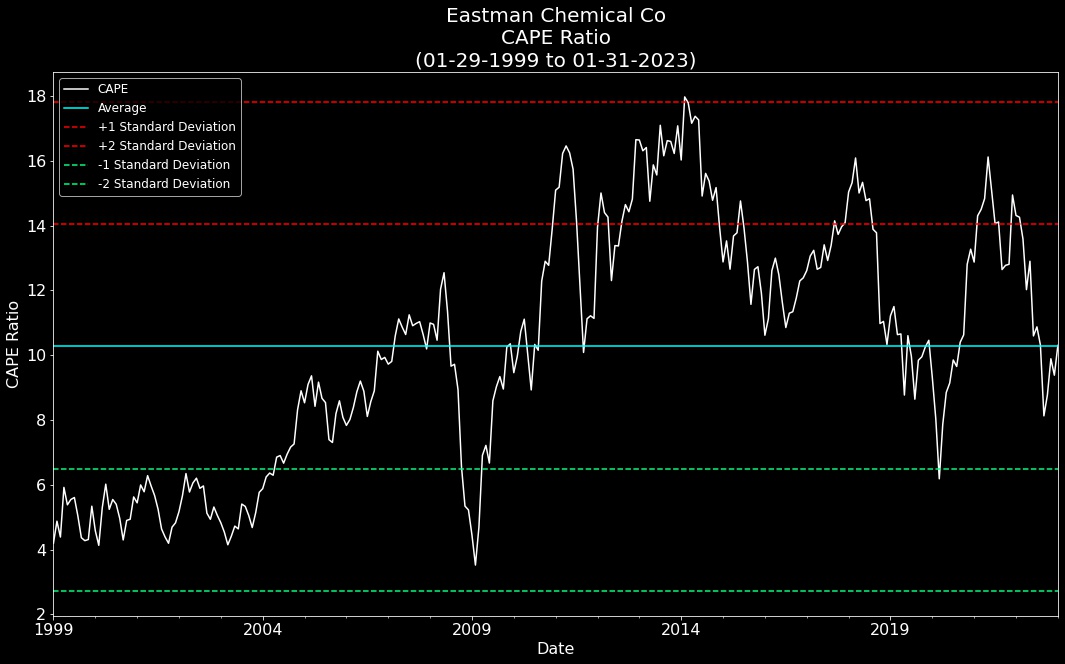 Eastman Chemical Co
CAPE Ratio
(01-29-1999 to 01-31-2023)
CAPE
Average
+1 Standard Deviation
+2 Standard Deviation
-1 Standard Deviation
-2 Standard Deviation
CAPE Ratio
18
16
14
12
10
8
6
4
2
1999
2004
2009
2014
2019
Date